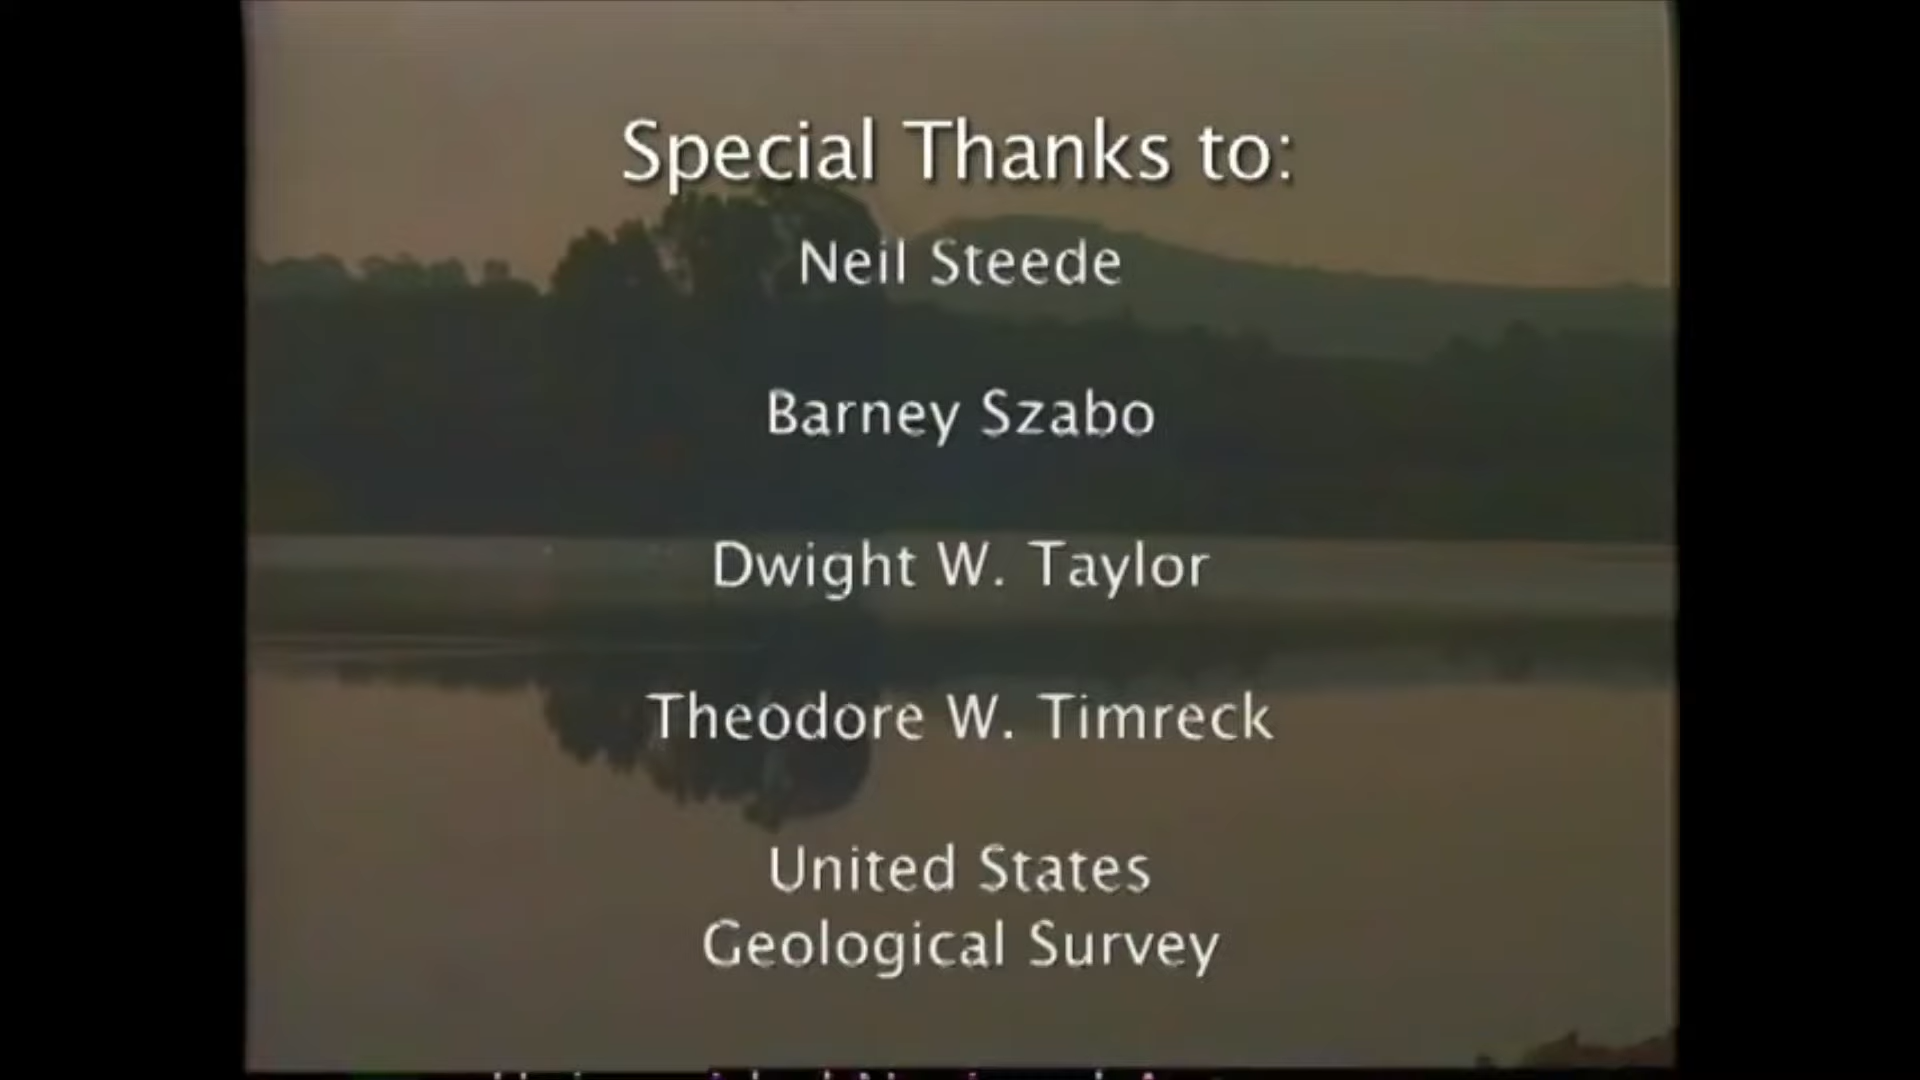 Special Thanks to:
Neil Steede
Barney Szabo
Dwight W. Taylor
Theodore W. Timreck
United States
Geological Survey